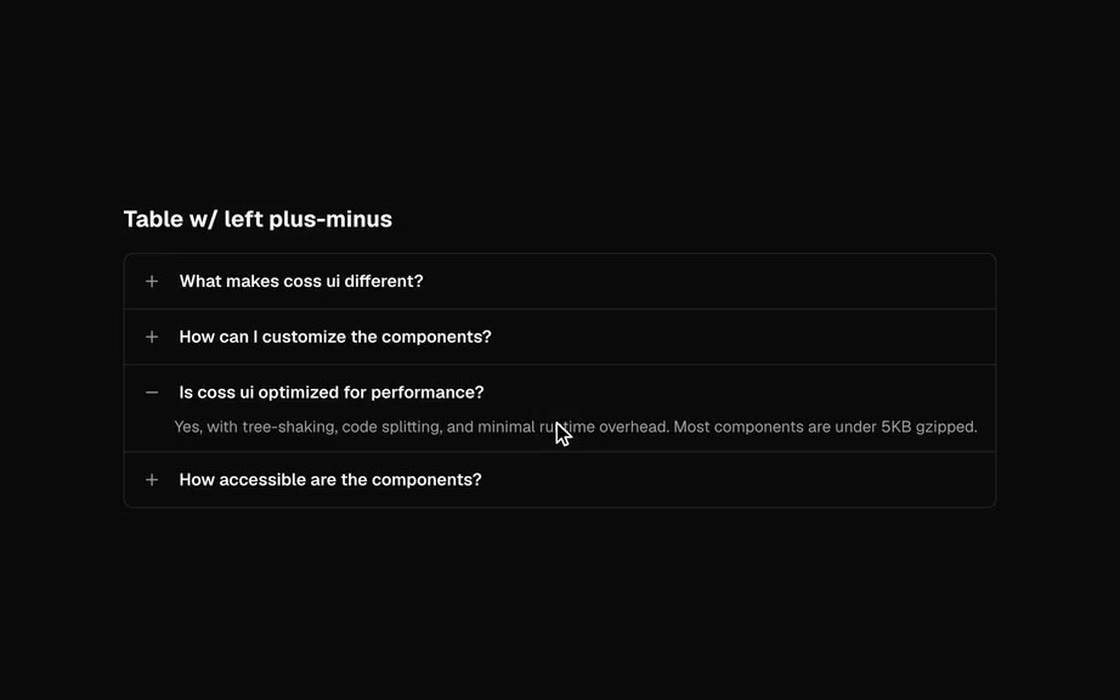 Table w/ left plus-minus
What makes coss ui different?
How can I customize the components?
Is coss ui optimized for performance?
Yes, with tree-shaking, code splitting, and minimal runtime overhead. Most components are under 5KB gzipped.
How accessible are the components?